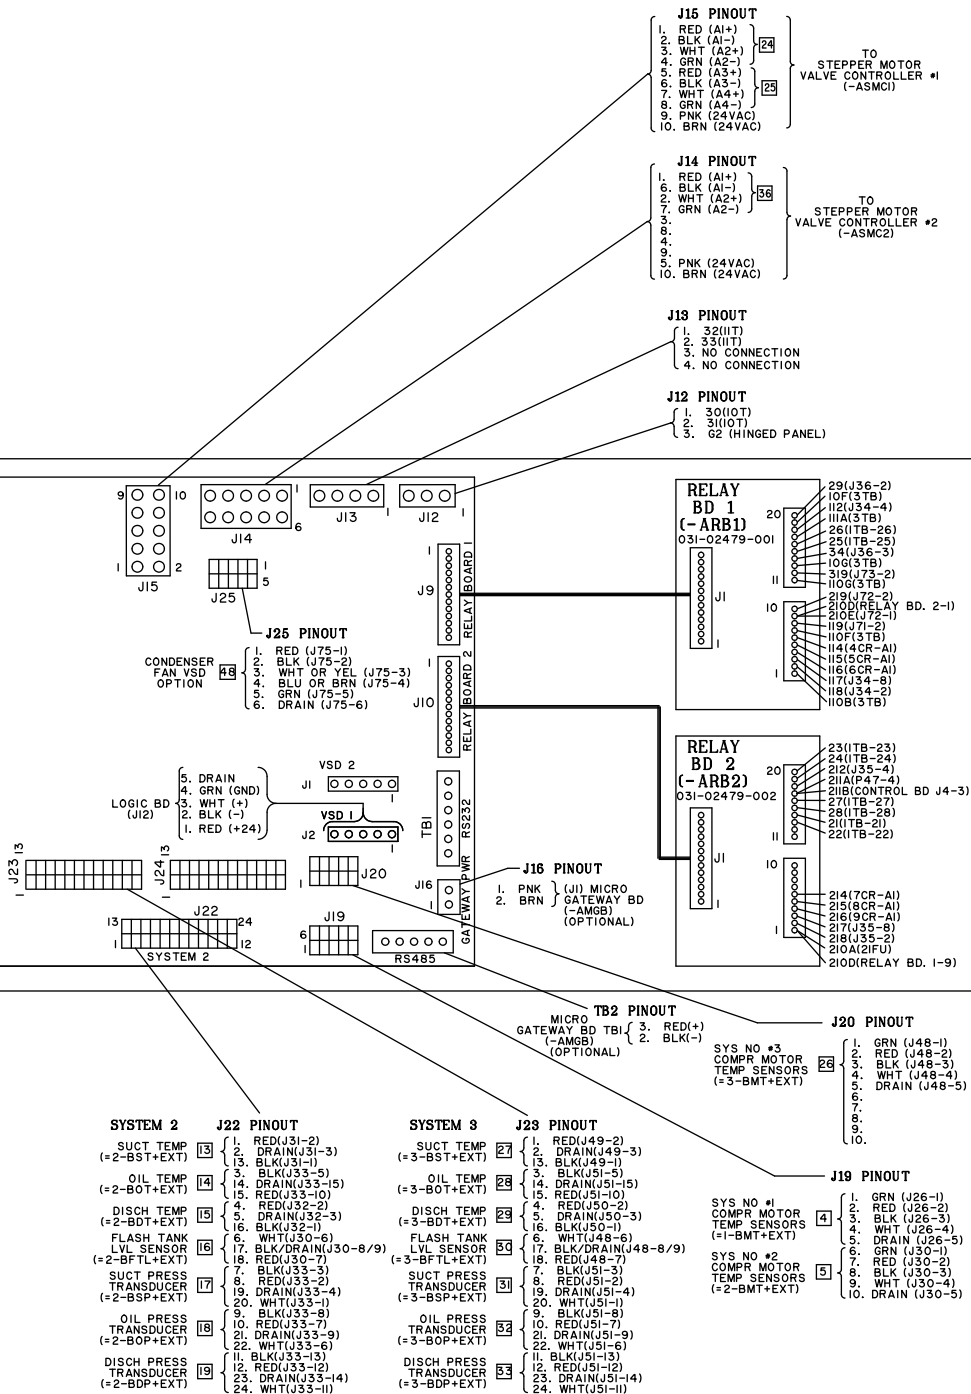 J15 PINOUT
1. RED (A1+)
2. BLK (A1-)
3. WHT (A2+)
4. GRN (A2-)
24
5. RED (A3+)
6. BLK (A3-)
7. WHT (A4+)
8. GRN (A4-)
25
9. PNK (24VAC)
10. BRN (24VAC)
TO
STEPPER MOTOR
VALVE CONTROLLER #1
(-ASMC1)
J14 PINOUT
1. RED (A1+)
6. BLK (A1-)
2. WHT (A2+)
7. GRN (A2-)
36
3.
8.
4.
9.
5. PNK (24VAC)
10. BRN (24VAC)
TO
STEPPER MOTOR
VALVE CONTROLLER #2
(-ASMC2)
J13 PINOUT
1. 32(11T)
2. 33(11T)
3. NO CONNECTION
4. NO CONNECTION
J12 PINOUT
1. 30(10T)
2. 31(10T)
3. G2 (HINGED PANEL)
9 10
1 2
J15
1
6
J14
J13 1
J12 1
1
5
J25
J25 PINOUT
CONDENSER
FAN VSD
OPTION
48
1. RED (J75-1)
2. BLK (J75-2)
3. WHT OR YEL (J75-3)
4. BLU OR BRN (J75-4)
5. GRN (J75-5)
6. DRAIN (J75-6)
1
J9
RELAY BOARD 1
1
J10
RELAY BOARD 2
RELAY
BD 1
(-ARB1)
031-02479-001
J1
1
20
11
10
1
29(J36-2)
10F(3TB)
112(J34-4)
111A(3TB)
26(1TB-26)
25(1TB-25)
34(J36-3)
10G(3TB)
319(J73-2)
110G(3TB)
219(J72-2)
210D(RELAY BD. 2-1)
210E(J72-1)
119(J71-2)
110F(3TB)
114(4CR-A1)
115(5CR-A1)
116(6CR-A1)
117(J34-8)
118(J34-2)
110B(3TB)
RELAY
BD 2
(-ARB2)
031-02479-002
J1
1
20
11
10
1
23(1TB-23)
24(1TB-24)
212(J35-4)
211A(P47-4)
211B(CONTROL BD J4-3)
27(1TB-27)
28(1TB-28)
21(1TB-21)
22(1TB-22)
214(7CR-A1)
215(8CR-A1)
216(9CR-A1)
217(J35-8)
218(J35-2)
210A(21FU)
210D(RELAY BD. 1-9)
LOGIC BD
(J12)
5. DRAIN
4. GRN (GND)
3. WHT (+)
2. BLK (-)
1. RED (+24)
VSD 2
J1
1
VSD 1
J2
1
TB1
RS232
J23
13
1
J24
13
1
1
J20
J16
1
GATEWAY PWR
J16 PINOUT
1. PNK
2. BRN
(J1) MICRO
GATEWAY BD
(-AMGB)
(OPTIONAL)
J22
13 24
1 12
SYSTEM 2
J19
6
1
RS485
TB2 PINOUT
MICRO
GATEWAY BD TB1
(-AMGB)
(OPTIONAL)
3. RED(+)
2. BLK(-)
J20 PINOUT
SYS NO #3
COMPR MOTOR
TEMP SENSORS
(=3-BMT+EXT)
26
1. GRN (J48-1)
2. RED (J48-2)
3. BLK (J48-3)
4. WHT (J48-4)
5. DRAIN (J48-5)
6.
7.
8.
9.
10.
J19 PINOUT
SYS NO #1
COMPR MOTOR
TEMP SENSORS
(=1-BMT+EXT)
4
1. GRN (J26-1)
2. RED (J26-2)
3. BLK (J26-3)
4. WHT (J26-4)
5. DRAIN (J26-5)
SYS NO #2
COMPR MOTOR
TEMP SENSORS
(=2-BMT+EXT)
5
6. GRN (J30-1)
7. RED (J30-2)
8. BLK (J30-3)
9. WHT (J30-4)
10. DRAIN (J30-5)
SYSTEM 2 J22 PINOUT
SUCT TEMP
(=2-BST+EXT)
13
1. RED(J31-2)
2. DRAIN(J31-3)
13. BLK(J31-1)
OIL TEMP
(=2-BOT+EXT)
14
3. BLK(J33-5)
14. DRAIN(J33-15)
15. RED(J33-10)
DISCH TEMP
(=2-BDT+EXT)
15
4. RED(J32-2)
5. DRAIN(J32-3)
16. BLK(J32-1)
FLASH TANK
LVL SENSOR
(=2-BFTL+EXT)
16
6. WHT(J30-6)
17. BLK/DRAIN(J30-8/9)
18. RED(J30-7)
SUCT PRESS
TRANSDUCER
(=2-BSP+EXT)
17
7. BLK(J33-3)
8. RED(J33-2)
19. DRAIN(J33-4)
20. WHT(J33-1)
OIL PRESS
TRANSDUCER
(=2-BOP+EXT)
18
9. BLK(J33-8)
10. RED(J33-7)
21. DRAIN(J33-9)
22. WHT(J33-6)
DISCH PRESS
TRANSDUCER
(=2-BDP+EXT)
19
11. BLK(J33-13)
12. RED(J33-12)
23. DRAIN(J33-14)
24. WHT(J33-11)
SYSTEM 3 J23 PINOUT
SUCT TEMP
(=3-BST+EXT)
27
1. RED(J49-2)
2. DRAIN(J49-3)
13. BLK(J49-1)
OIL TEMP
(=3-BOT+EXT)
28
3. BLK(J51-5)
14. DRAIN(J51-15)
15. RED(J51-10)
DISCH TEMP
(=3-BDT+EXT)
29
4. RED(J50-2)
5. DRAIN(J50-3)
16. BLK(J50-1)
FLASH TANK
LVL SENSOR
(=3-BFTL+EXT)
30
6. WHT(J48-6)
17. BLK/DRAIN(J48-8/9)
18. RED(J48-7)
SUCT PRESS
TRANSDUCER
(=3-BSP+EXT)
31
7. BLK(J51-3)
8. RED(J51-2)
19. DRAIN(J51-4)
20. WHT(J51-1)
OIL PRESS
TRANSDUCER
(=3-BOP+EXT)
32
9. BLK(J51-8)
10. RED(J51-7)
21. DRAIN(J51-9)
22. WHT(J51-6)
DISCH PRESS
TRANSDUCER
(=3-BDP+EXT)
33
11. BLK(J51-13)
12. RED(J51-12)
23. DRAIN(J51-14)
24. WHT(J51-11)